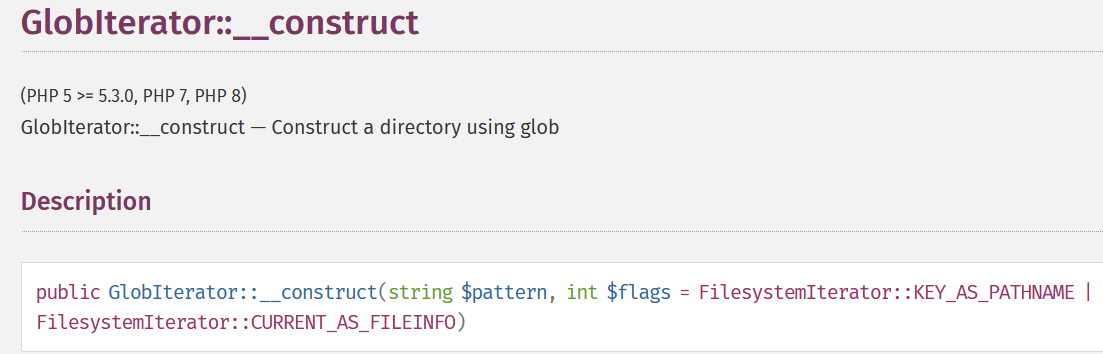 GlobIterator::__construct
(PHP 5 >= 5.3.0, PHP 7, PHP 8)
GlobIterator::__construct — Construct a directory using glob
Description
public GlobIterator::__construct(string $pattern, int $flags = FilesystemIterator::KEY_AS_PATHNAME |
FilesystemIterator::CURRENT_AS_FILEINFO)